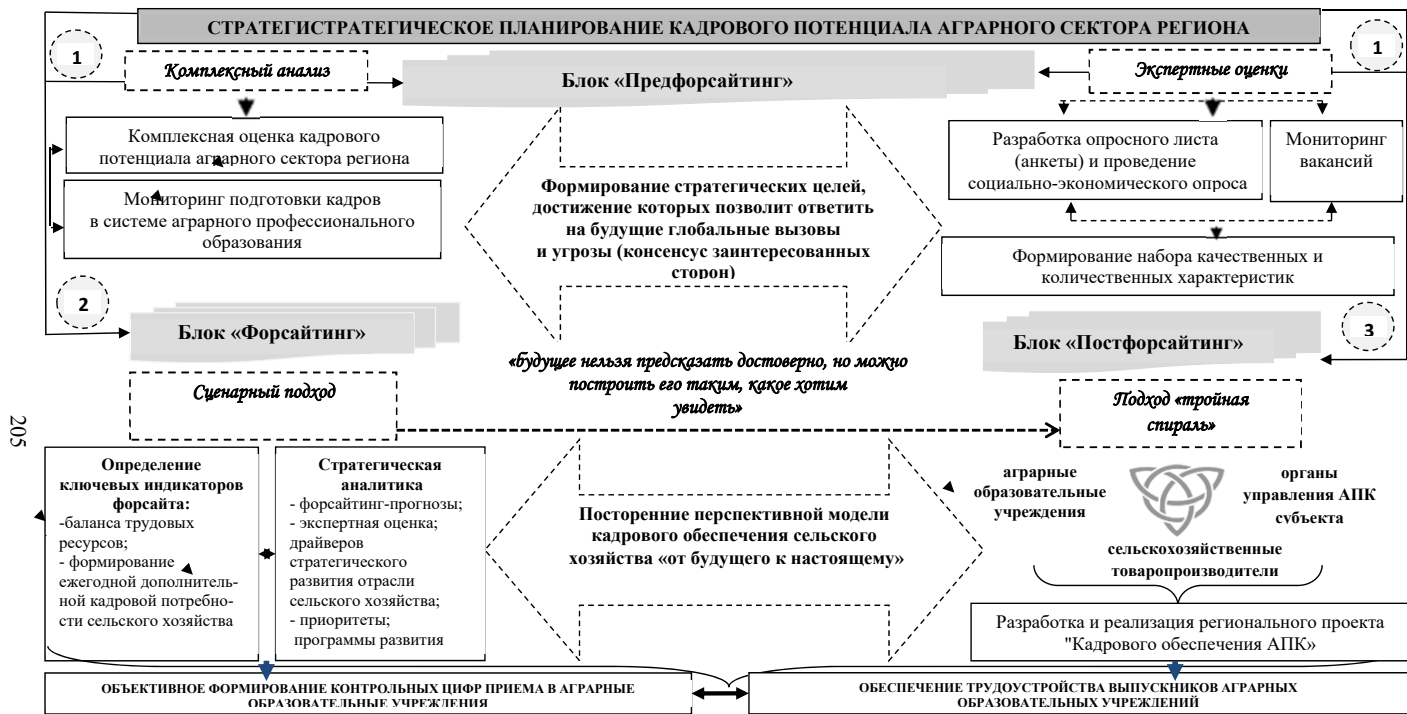 СТРАТЕГИСТРАТЕГИЧЕСКОЕ ПЛАНИРОВАНИЕ КАДРОВОГО ПОТЕНЦИАЛА АГРАРНОГО СЕКТОРА РЕГИОНА
1
1
Комплексный анализ
Блок «Предфорсайтинг»
Экспертные оценки
Комплексная оценка кадрового
потенциала аграрного сектора региона
Мониторинг подготовки кадров
в системе аграрного профессионального
образования
Формирование стратегических целей,
достижение которых позволит ответить
на будущие глобальные вызовы
и угрозы (консенсус заинтересованных
сторон)
Разработка опросного листа
(анкеты) и проведение
социально-экономического опроса
Мониторинг
вакансий
Формирование набора качественных и
количественных характеристик
2
Блок «Форсайтинг»
3
Блок «Постфорсайтинг»
«Будущее нельзя предсказать достоверно, но можно
построить его таким, какое хотим
увидеть»
Сценарный подход
Подход «тройная
спираль»
205
Определение
ключевых индикаторов
форсайта:
-баланса трудовых
ресурсов;
- формирование
ежегодной дополнитель-
ной кадровой потребно-
сти сельского хозяйства
Стратегическая
аналитика
- форсайтинг-прогнозы;
- экспертная оценка;
драйверов
стратегического
развития отрасли
сельского хозяйства;
- приоритеты;
программы развития
Посторенние перспективной модели
кадрового обеспечения сельского
хозяйства «от будущего к настоящему»
аграрные
образовательные
учреждения
органы
управления АПК
субъекта
сельскохозяйственные
товаропроизводители
Разработка и реализация регионального проекта
"Кадрового обеспечения АПК»
ОБЪЕКТИВНОЕ ФОРМИРОВАНИЕ КОНТРОЛЬНЫХ ЦИФР ПРИЕМА В АГРАРНЫЕ
ОБРАЗОВАТЕЛЬНЫЕ УЧРЕЖДЕНИЯ
ОБЕСПЕЧЕНИЕ ТРУДОУСТРОЙСТВА ВЫПУСКНИКОВ АГРАРНЫХ
ОБРАЗОВАТЕЛЬНЫХ УЧРЕЖДЕНИЙ